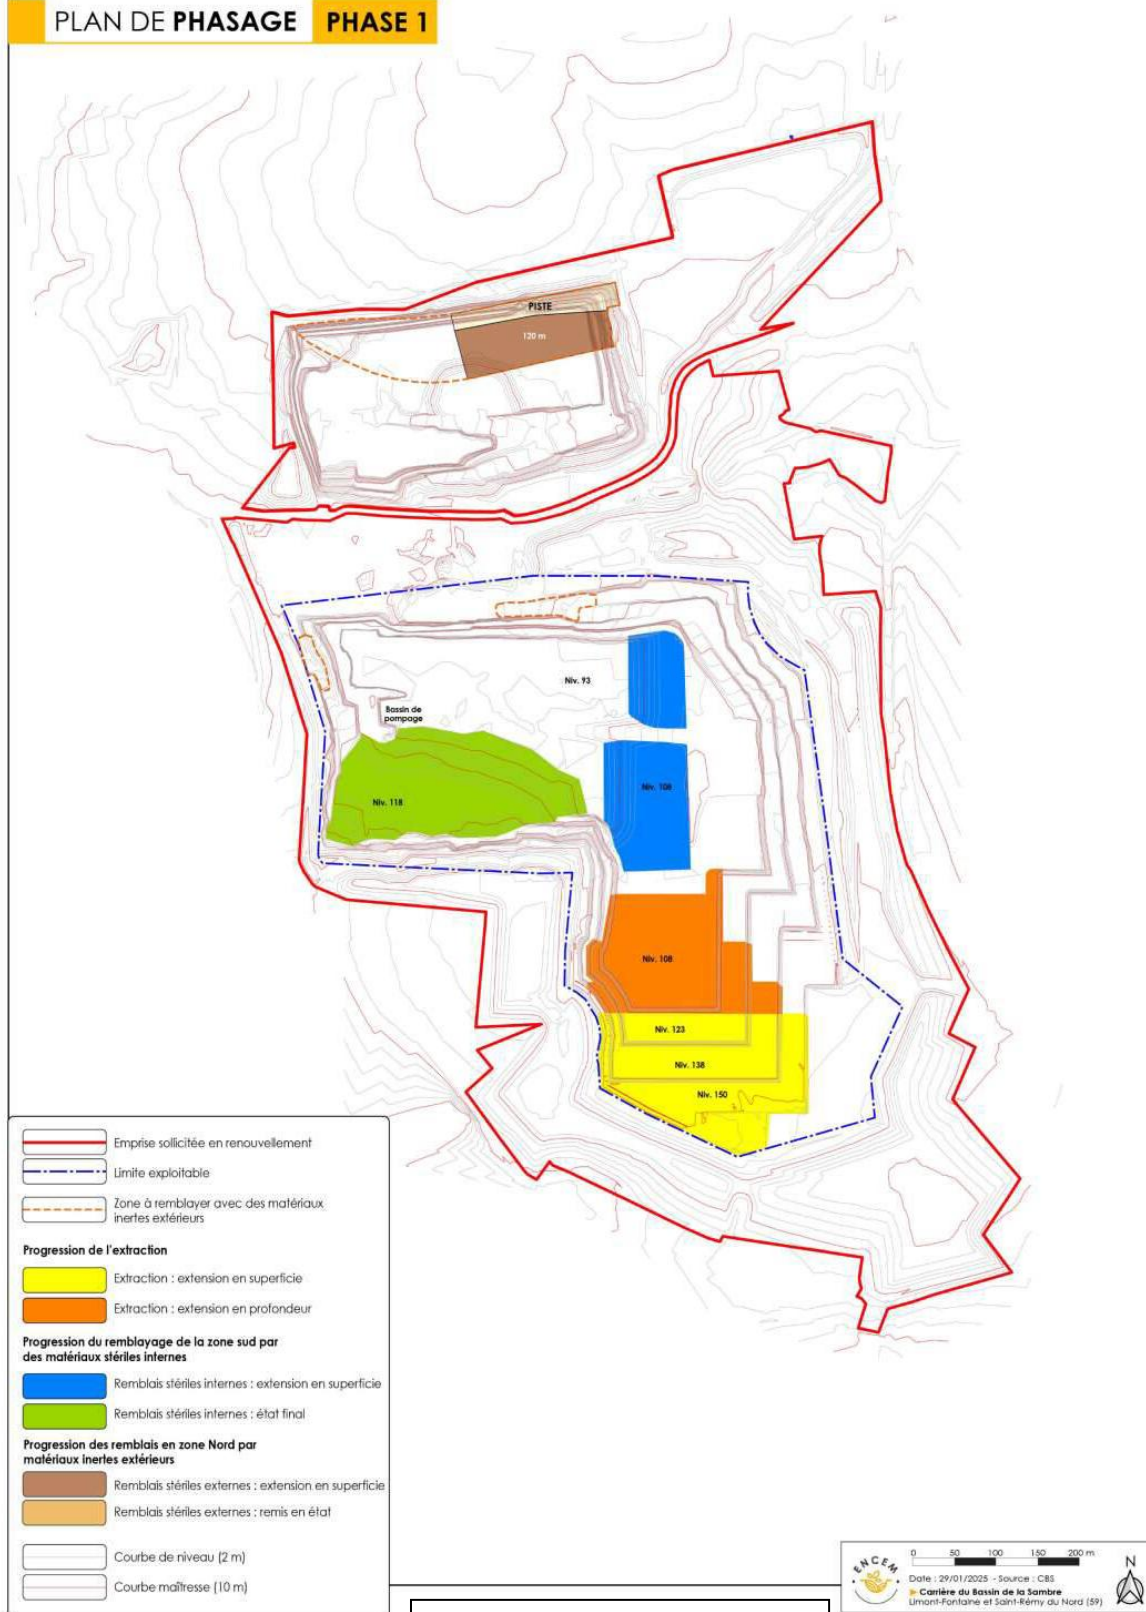 PLAN DE PHASAGE PHASE 1
PISTE
120 m
Niv. 93
Bassin de
pompage
Niv. 108
Niv. 118
Niv. 108
Niv. 123
Niv. 138
Niv. 150
Emprise sollicitée en renouvellement
Limite exploitable
Zone à remblayer avec des matériaux
inertes extérieurs
Progression de l'extraction
Extraction : extension en superficie
Extraction : extension en profondeur
Progression du remblayage de la zone sud par
des matériaux stériles internes
Remblais stériles internes : extension en superficie
Remblais stériles internes : état final
Progression des remblais en zone Nord par
matériaux inertes extérieurs
Remblais stériles externes : extension en superficie
Remblais stériles externes : remis en état
Courbe de niveau (2 m)
Courbe maîtresse (10 m)
ENCEM
0 50 100 150 200 m
N
Date : 29/01/2025 - Source : CBS
Carrière du Bassin de la Sambre
Limont-Fontaine et Saint-Rémy du Nord (59)